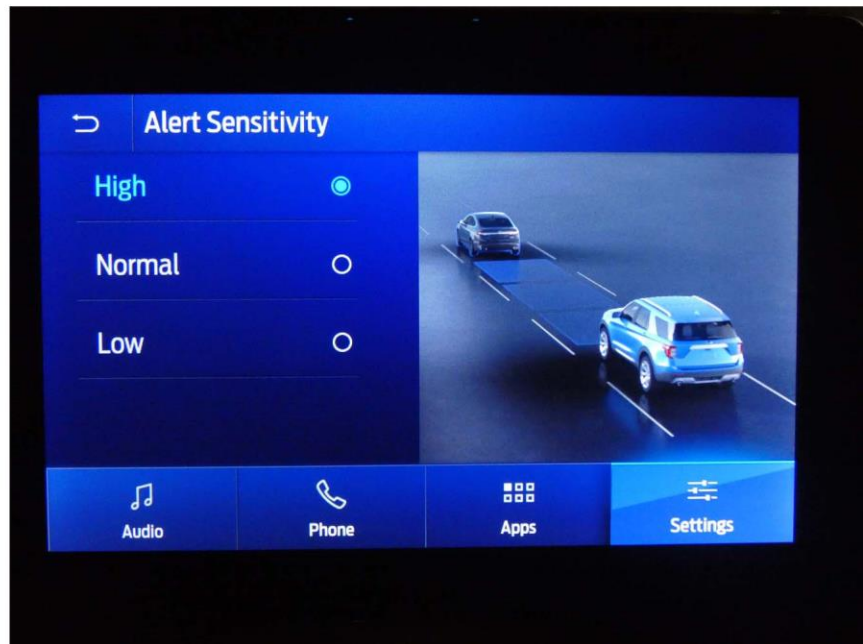 Alert Sensitivity
High
Normal
Low
Audio
Phone
Apps
Settings